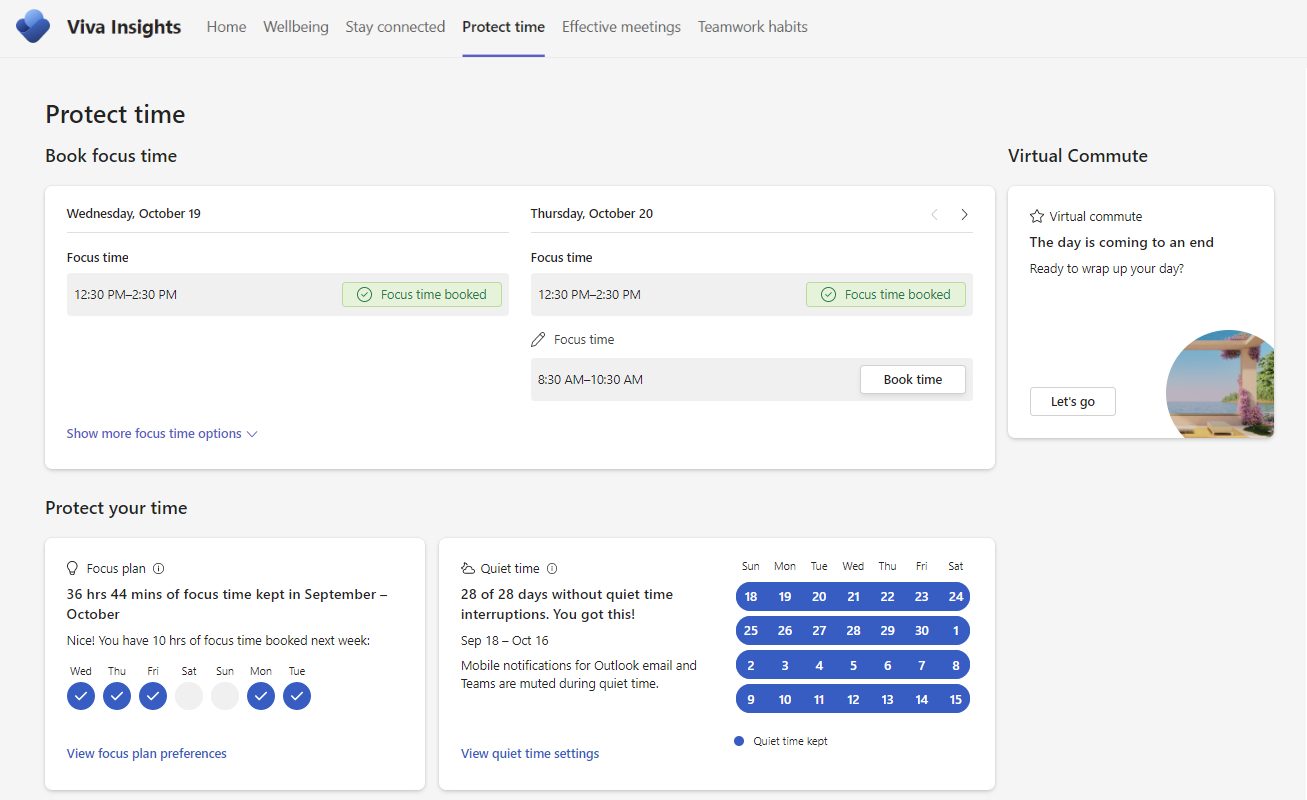 Viva Insights Home Wellbeing Stay connected Protect time Effective meetings Teamwork habits
Protect time
Book focus time
Wednesday, October 19
Focus time
12:30 PM–2:30 PM Focus time booked
Thursday, October 20
Focus time
12:30 PM–2:30 PM Focus time booked
Focus time
8:30 AM–10:30 AM Book time
Show more focus time options
Virtual Commute
Virtual commute
The day is coming to an end
Ready to wrap up your day?
Let's go
Protect your time
Focus plan
36 hrs 44 mins of focus time kept in September –
October
Nice! You have 10 hrs of focus time booked next week:
Wed Thu Fri Sat Sun Mon Tue
View focus plan preferences
Quiet time
28 of 28 days without quiet time
interruptions. You got this!
Sep 18 – Oct 16
Mobile notifications for Outlook email and
Teams are muted during quiet time.
View quiet time settings
Sun Mon Tue Wed Thu Fri Sat
18 19 20 21 22 23 24
25 26 27 28 29 30 1
2 3 4 5 6 7 8
9 10 11 12 13 14 15
Quiet time kept